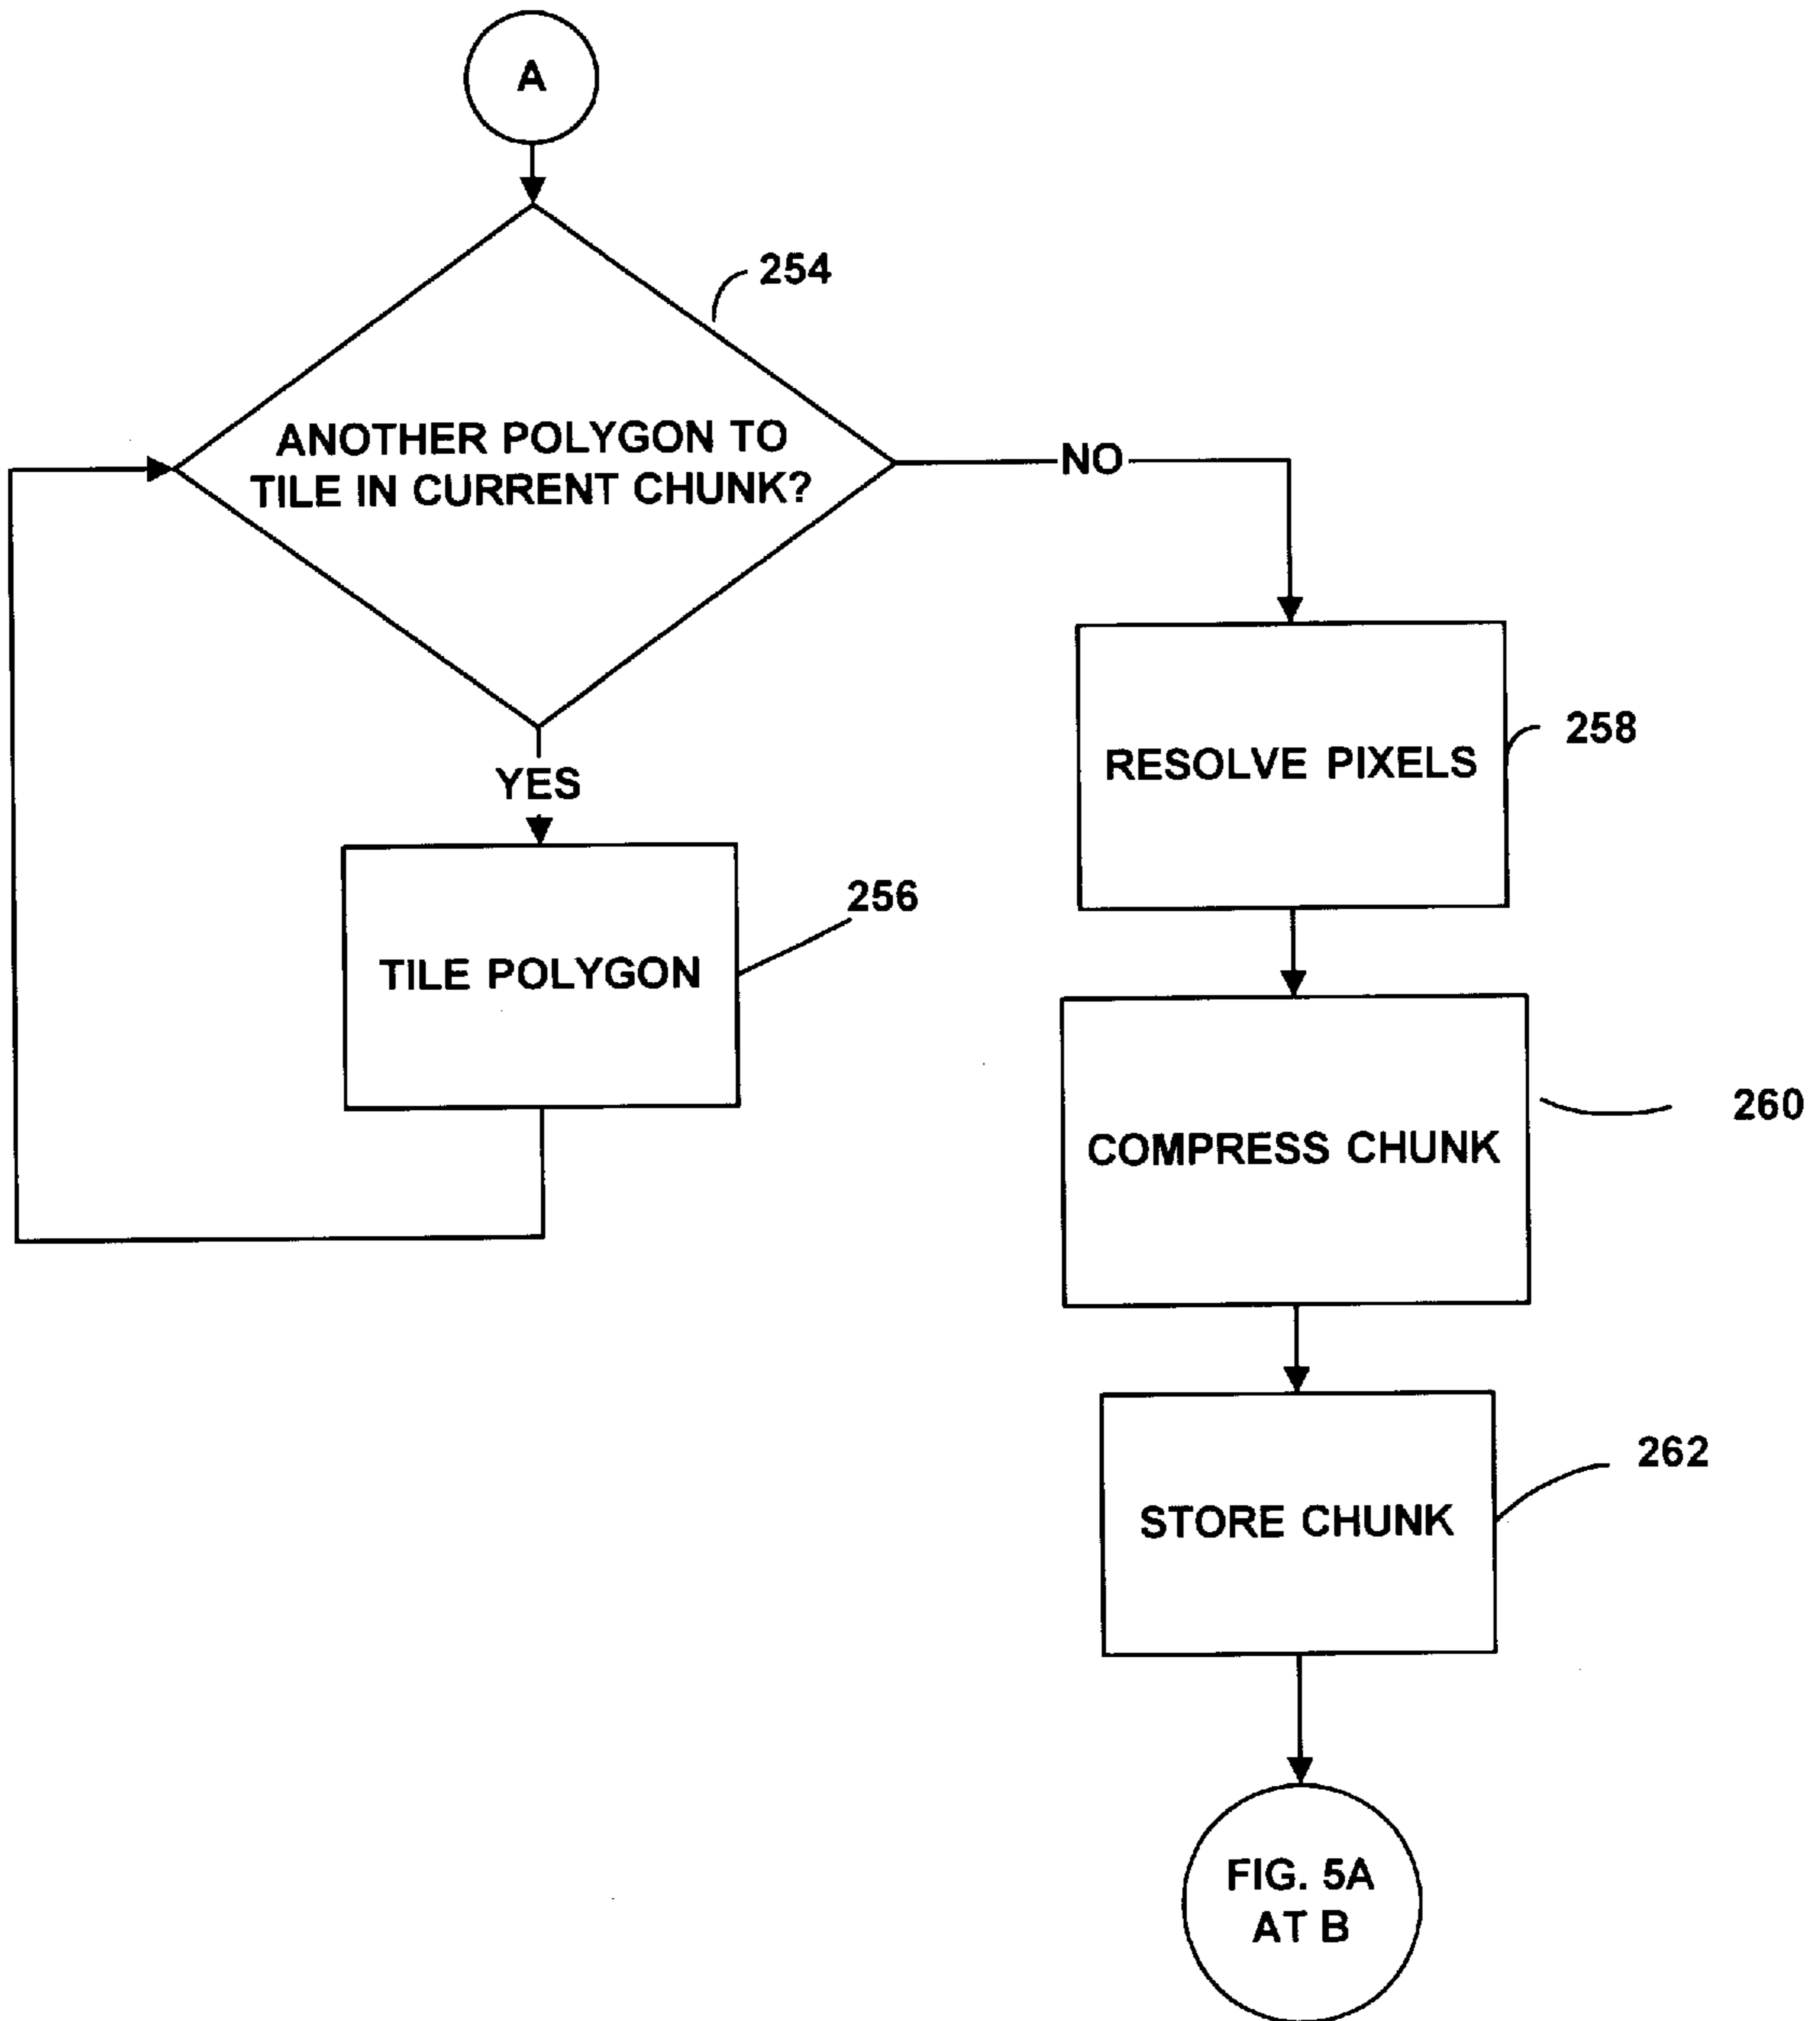 A
254
ANOTHER POLYGON TO
TILE IN CURRENT CHUNK?
NO
YES
258
RESOLVE PIXELS
256
TILE POLYGON
260
COMPRESS CHUNK
262
STORE CHUNK
FIG. 5A
AT B